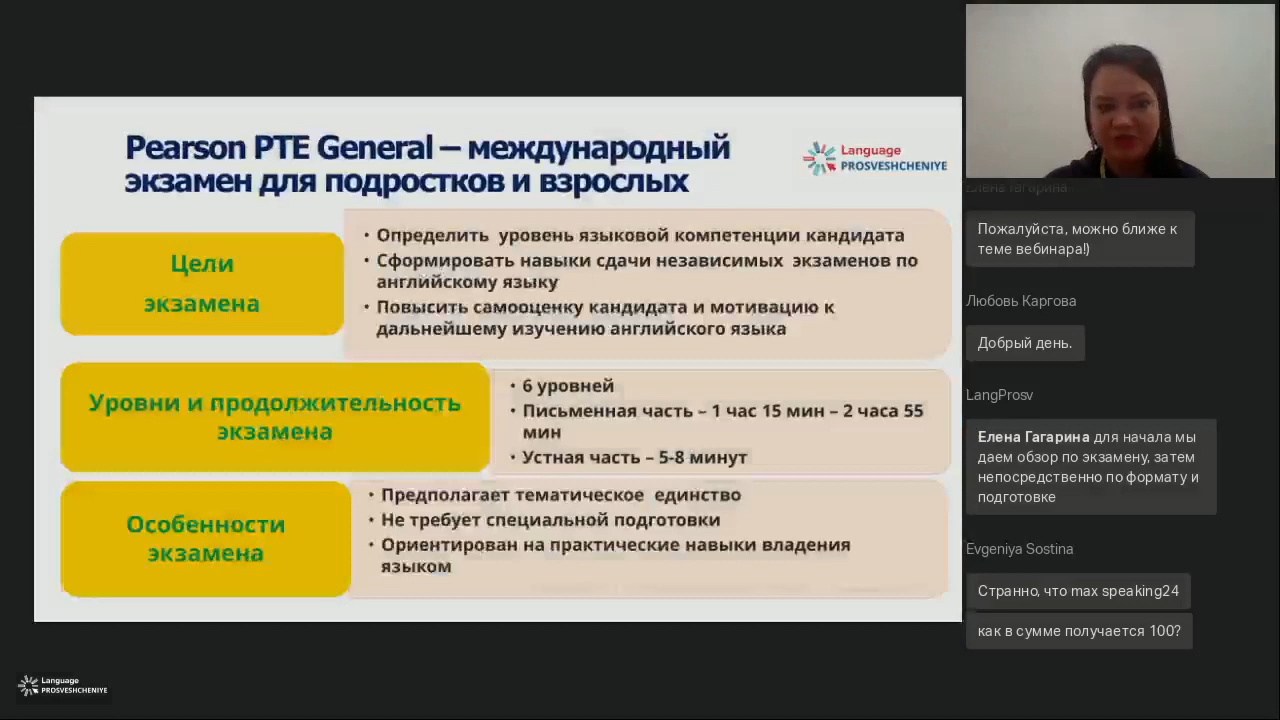 Pearson PTE General – международный
экзамен для подростков и взрослых
Language
PROSVESHCHENIYE
Цели
экзамена
• Определить уровень языковой компетенции кандидата
• Сформировать навыки сдачи независимых экзаменов по
английскому языку
• Повысить самооценку кандидата и мотивацию к
дальнейшему изучению английского языка
Уровни и продолжительность
экзамена
• 6 уровней
• Письменная часть – 1 час 15 мин – 2 часа 55
мин
• Устная часть – 5-8 минут
Особенности
экзамена
• Предполагает тематическое единство
• Не требует специальной подготовки
• Ориентирован на практические навыки владения
языком
Language
PROSVESHCHENIYE
Елена Гагарина
Пожалуйста, можно ближе к
теме вебинара!)
Любовь Каргова
Добрый день.
LangProsv
Елена Гагарина для начала мы
даем обзор по экзамену, затем
непосредственно по формату и
подготовке
Evgeniya Sostina
Странно, что max speaking24
как в сумме получается 100?